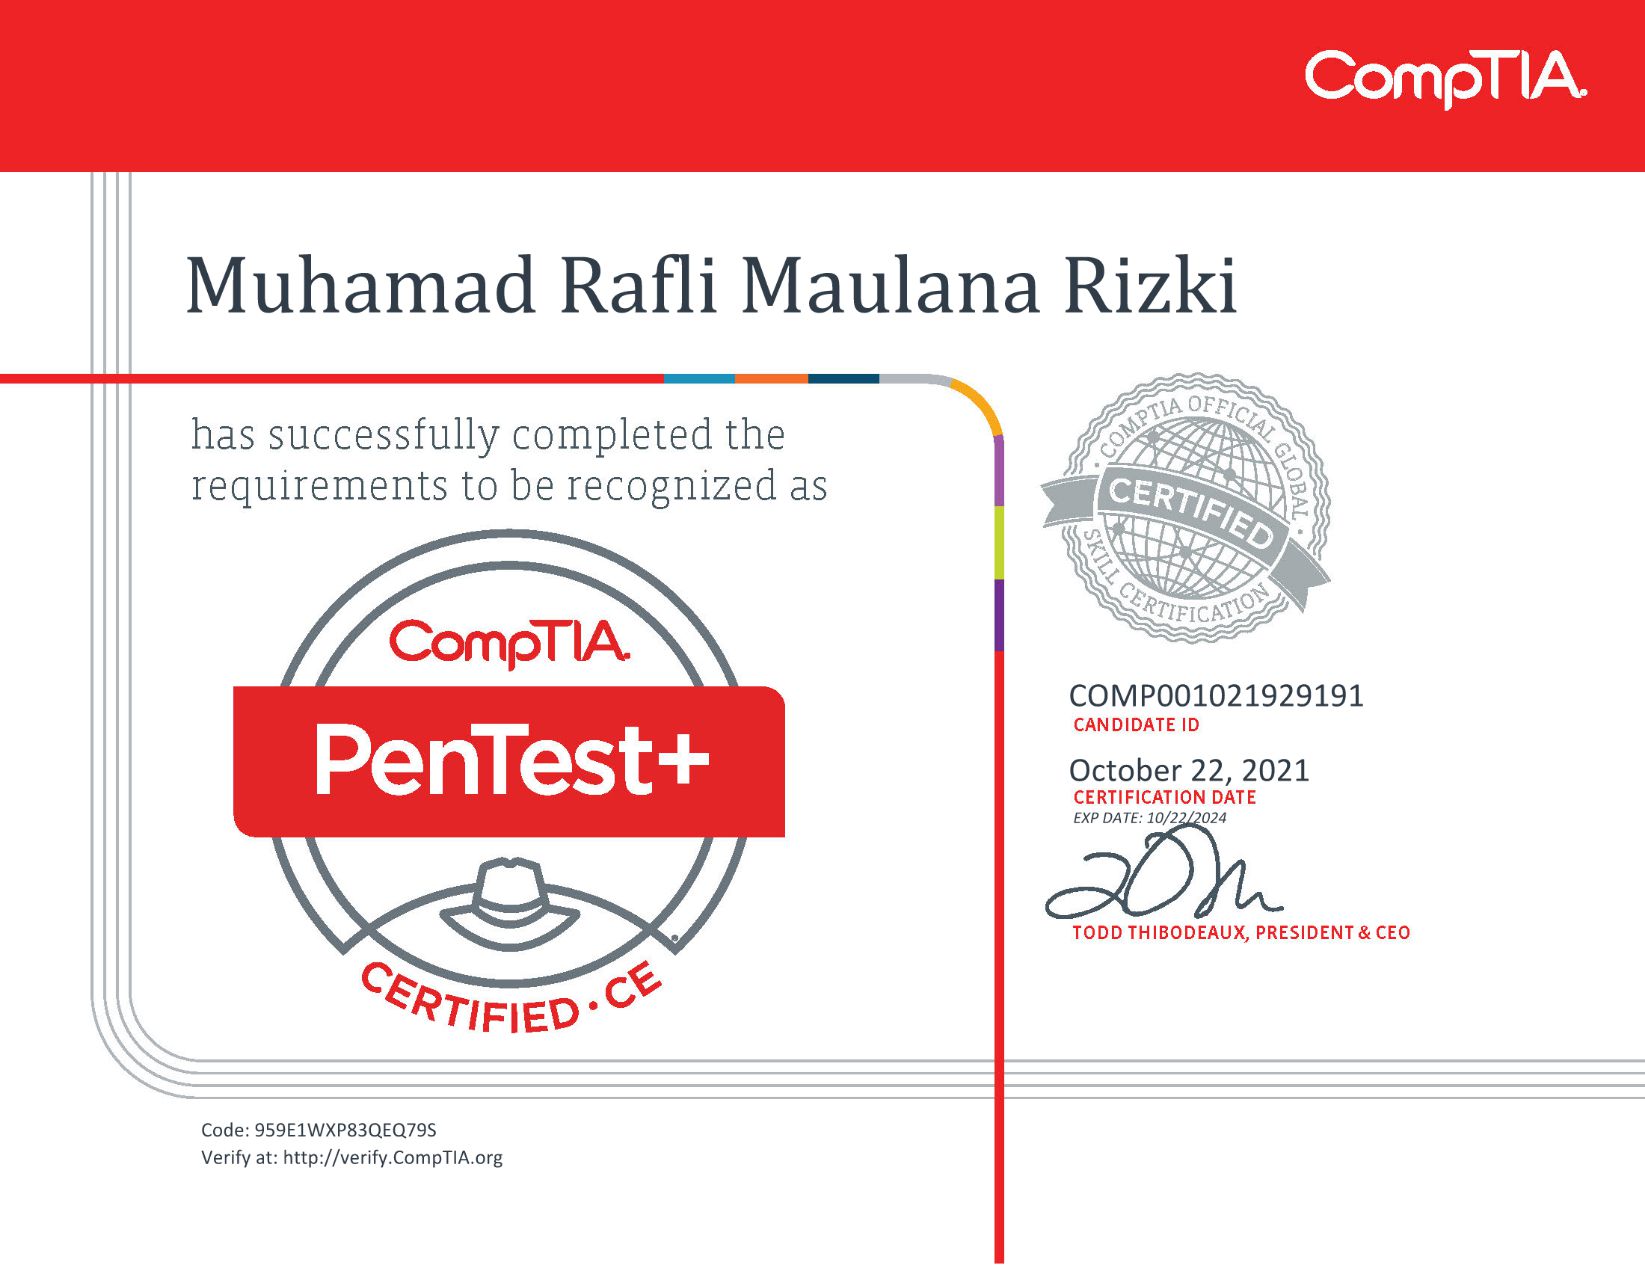 CompTIA.
Muhamad Rafli Maulana Rizki
has successfully completed the
requirements to be recognized as
CompTIA.
PenTest+
CERTIFIED · CE
· COMPTIA OFFICIAL GLOBAL ·
CERTIFIED
SKILL CERTIFICATION
COMP001021929191
CANDIDATE ID
October 22, 2021
CERTIFICATION DATE
EXP DATE: 10/22/2024
TODD THIBODEAUX, PRESIDENT & CEO
Code: 959E1WXP83QEQ79S
Verify at: http://verify.CompTIA.org